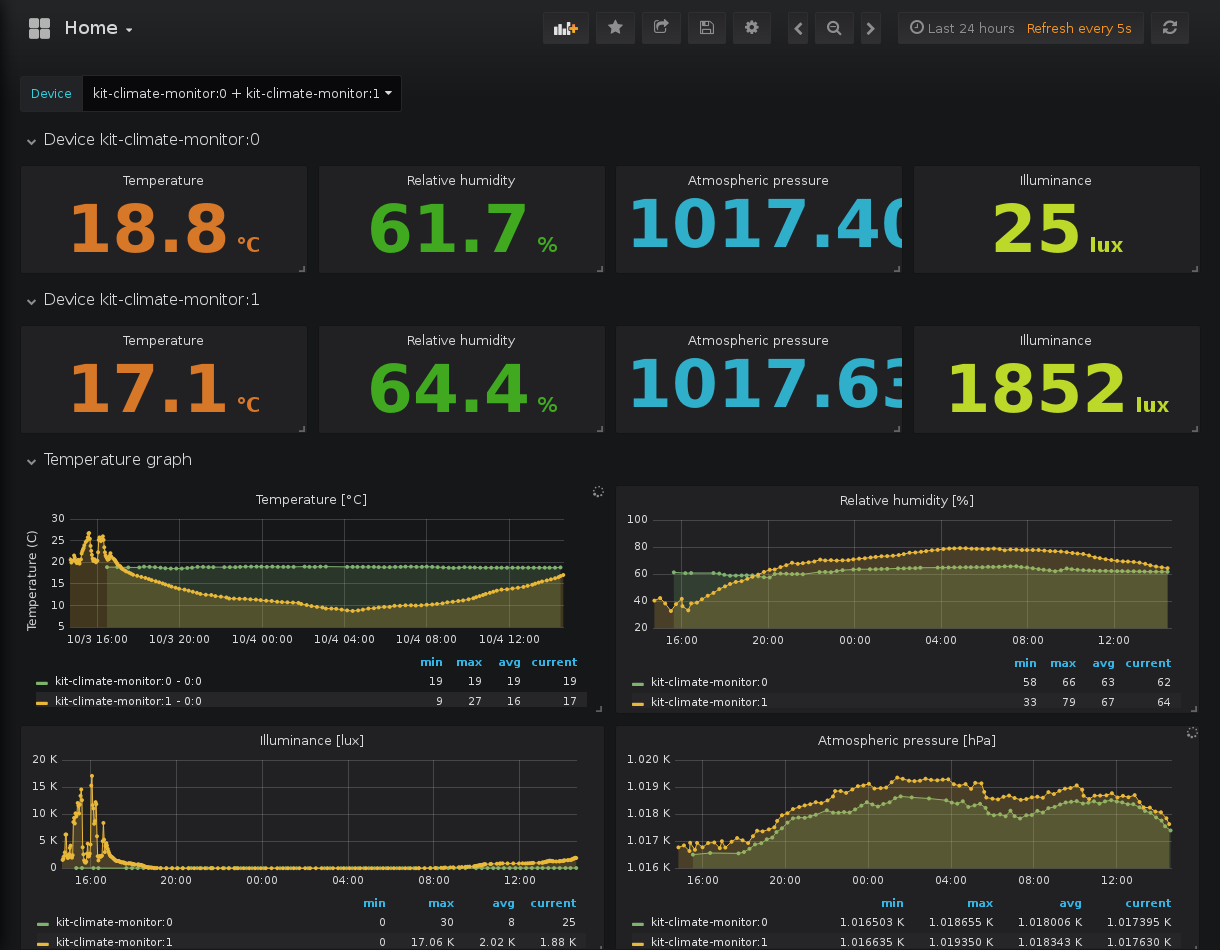 Home
Last 24 hours Refresh every 5s
Device kit-climate-monitor:0 + kit-climate-monitor:1
Device kit-climate-monitor:0
Temperature Relative humidity Atmospheric pressure Illuminance
18.8 °C 61.7 % 1017.40 25 lux
Device kit-climate-monitor:1
Temperature Relative humidity Atmospheric pressure Illuminance
17.1 °C 64.4 % 1017.63 1852 lux
Temperature graph
Temperature [°C]
Temperature (C)
30
25
20
15
10
5
10/3 16:00 10/3 20:00 10/4 00:00 10/4 04:00 10/4 08:00 10/4 12:00
min max avg current
kit-climate-monitor:0 - 0:0 19 19 19 19
kit-climate-monitor:1 - 0:0 9 27 16 17
Relative humidity [%]
100
80
60
40
20
16:00 20:00 00:00 04:00 08:00 12:00
min max avg current
kit-climate-monitor:0 58 66 63 62
kit-climate-monitor:1 33 79 67 64
Illuminance [lux]
20 K
15 K
10 K
5 K
0
16:00 20:00 00:00 04:00 08:00 12:00
min max avg current
kit-climate-monitor:0 0 30 8 25
kit-climate-monitor:1 0 17.06 K 2.02 K 1.88 K
Atmospheric pressure [hPa]
1.020 K
1.019 K
1.018 K
1.017 K
1.016 K
16:00 20:00 00:00 04:00 08:00 12:00
min max avg current
kit-climate-monitor:0 1.016503 K 1.018655 K 1.018006 K 1.017395 K
kit-climate-monitor:1 1.016635 K 1.019350 K 1.018343 K 1.017630 K